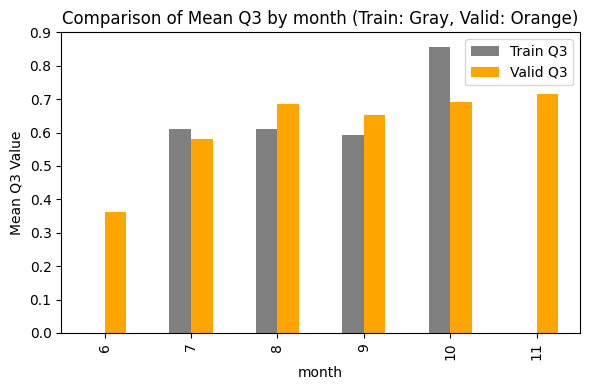 Comparison of Mean Q3 by month (Train: Gray, Valid: Orange)
Train Q3
Valid Q3
Mean Q3 Value
0.9
0.8
0.7
0.6
0.5
0.4
0.3
0.2
0.1
0.0
6 7 8 9 10 11
month